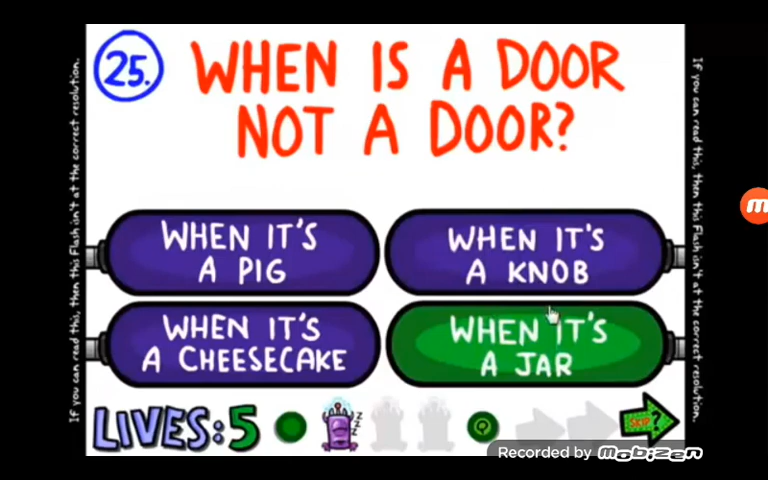 25.
WHEN IS A DOOR
NOT A DOOR?
If you can read this, then this Flash isn't at the correct resolution.
If you can read this, then this Flash isn't at the correct resolution.
WHEN IT'S
A PIG
WHEN IT'S
A KNOB
WHEN IT'S
A CHEESECAKE
WHEN IT'S
A JAR
LIVES:5
ZZZ
SKIP?
Recorded by mobizen
M